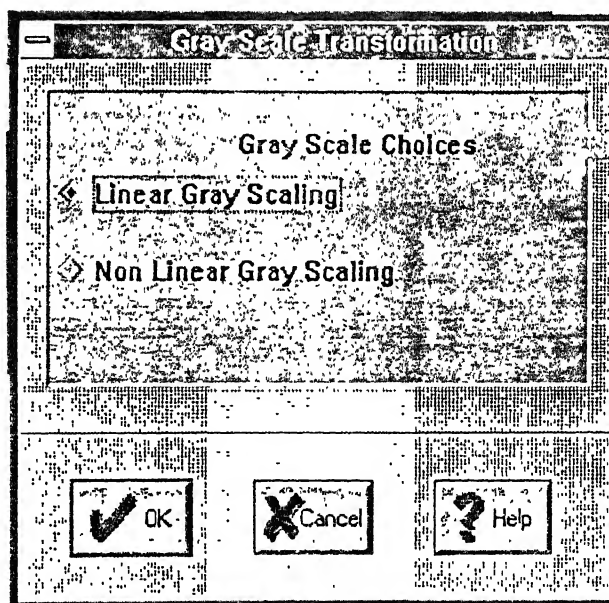 Gray Scale Transformation
Gray Scale Choices
Linear Gray Scaling
Non Linear Gray Scaling
OK
Cancel
? Help